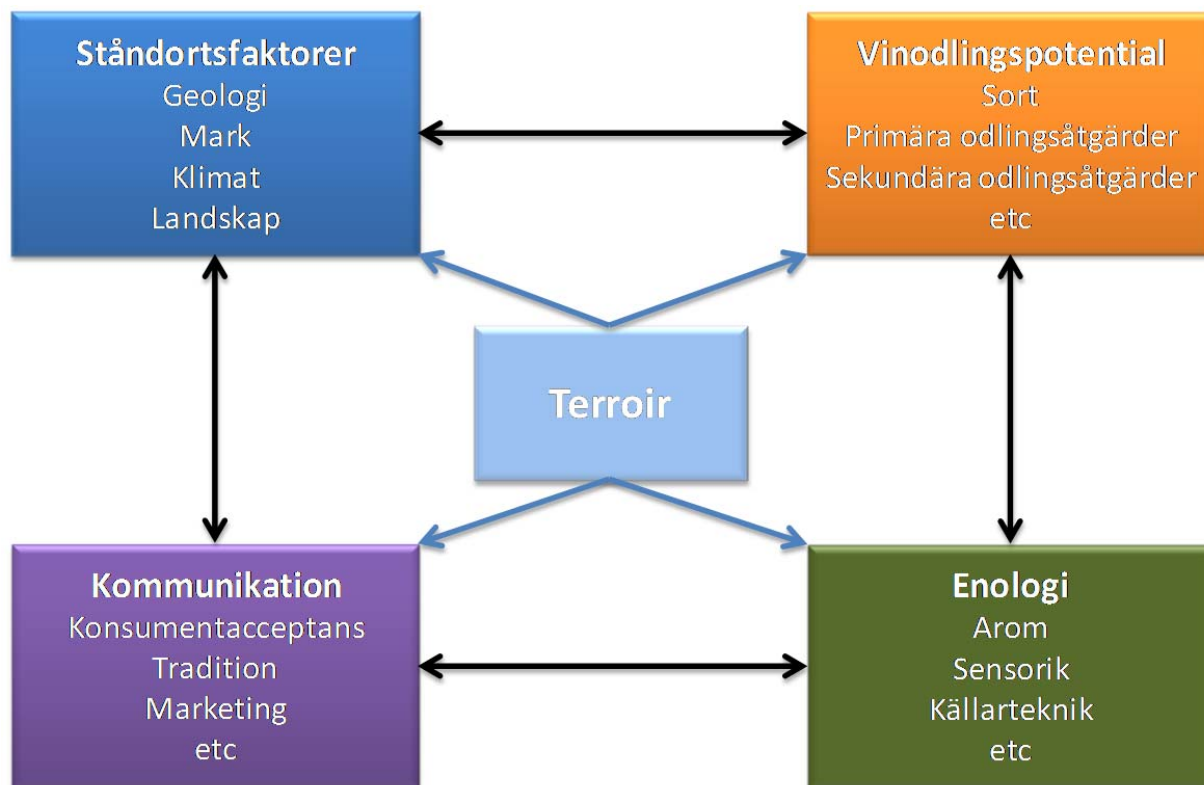 Ståndortsfaktorer
Geologi
Mark
Klimat
Landskap
Vinodlingspotential
Sort
Primära odlingsåtgärder
Sekundära odlingsåtgärder
etc
Terroir
Kommunikation
Konsumentacceptans
Tradition
Marketing
etc
Enologi
Arom
Sensorik
Källarteknik
etc